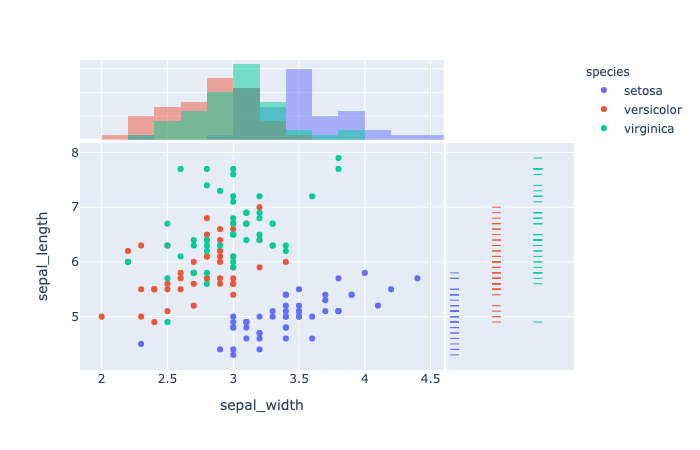 species
setosa
versicolor
virginica
8
7
6
5
sepal_length
2
2.5
3
3.5
4
4.5
sepal_width